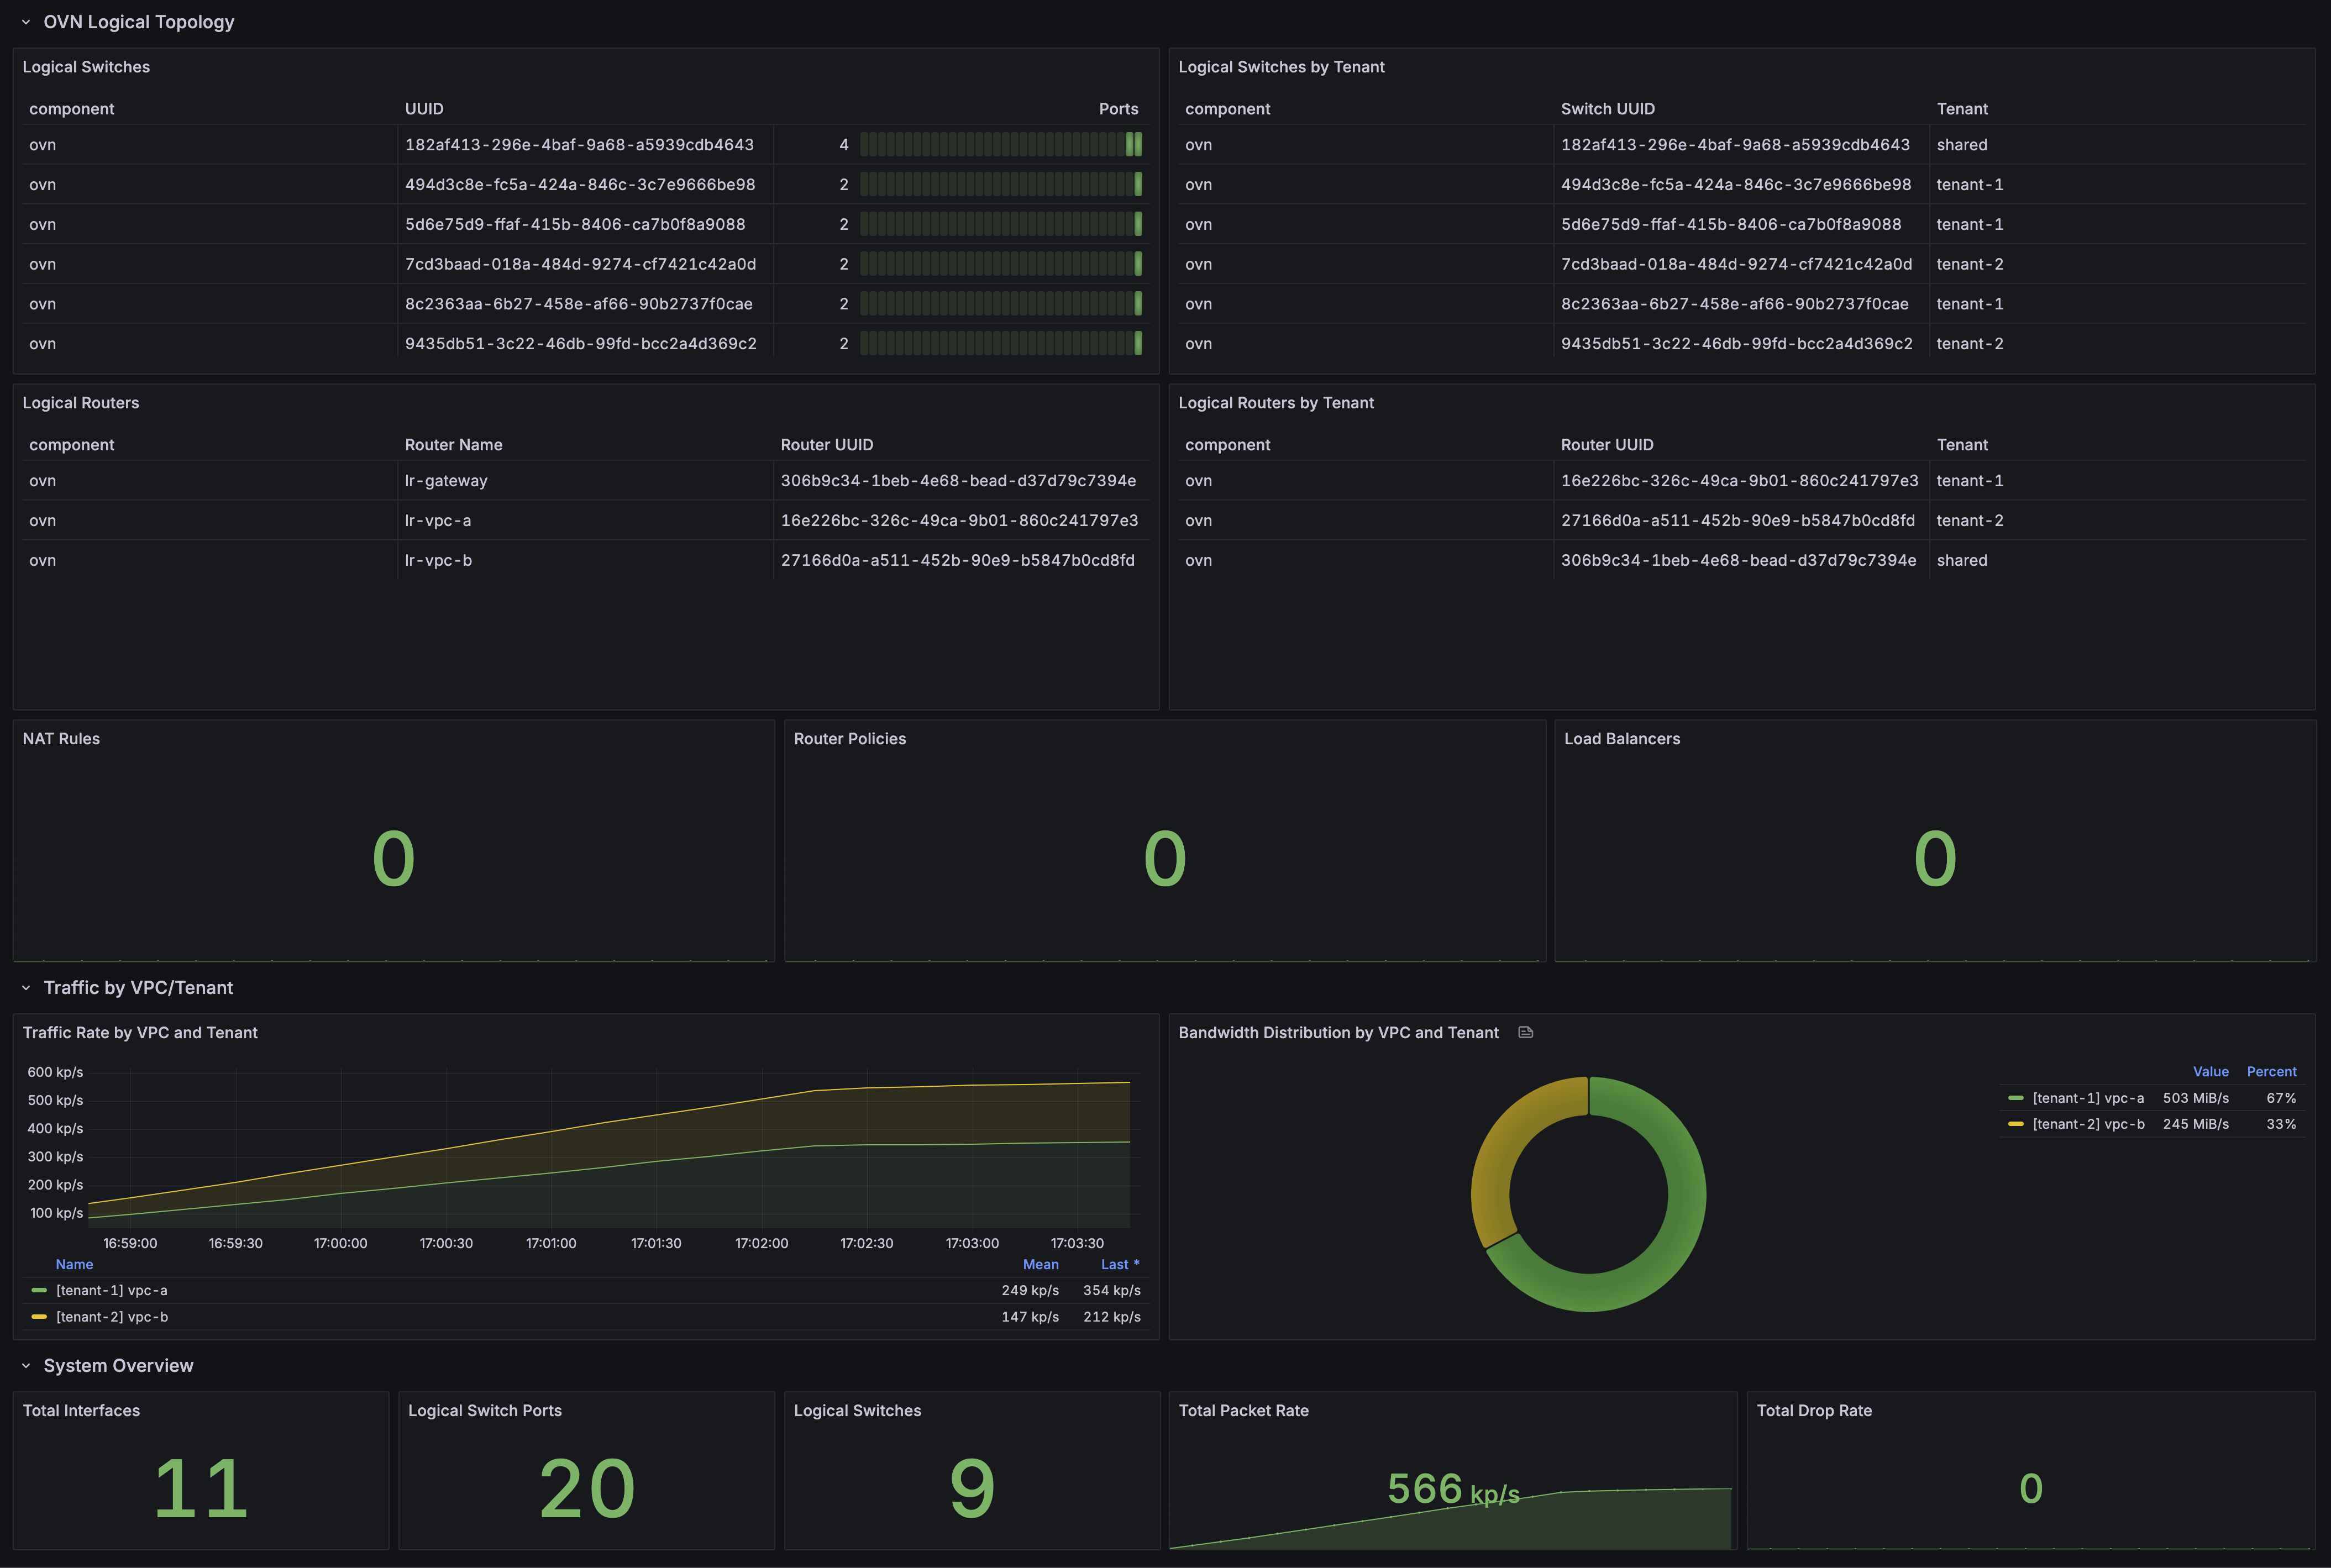 OVN Logical Topology
Logical Switches
component UUID Ports
ovn 182af413-296e-4baf-9a68-a5939cdb4643 4
ovn 494d3c8e-fc5a-424a-846c-3c7e9666be98 2
ovn 5d6e75d9-ffaf-415b-8406-ca7b0f8a9088 2
ovn 7cd3baad-018a-484d-9274-cf7421c42a0d 2
ovn 8c2363aa-6b27-458e-af66-90b2737f0cae 2
ovn 9435db51-3c22-46db-99fd-bcc2a4d369c2 2
Logical Switches by Tenant
component Switch UUID Tenant
ovn 182af413-296e-4baf-9a68-a5939cdb4643 shared
ovn 494d3c8e-fc5a-424a-846c-3c7e9666be98 tenant-1
ovn 5d6e75d9-ffaf-415b-8406-ca7b0f8a9088 tenant-1
ovn 7cd3baad-018a-484d-9274-cf7421c42a0d tenant-2
ovn 8c2363aa-6b27-458e-af66-90b2737f0cae tenant-1
ovn 9435db51-3c22-46db-99fd-bcc2a4d369c2 tenant-2
Logical Routers
component Router Name Router UUID
ovn lr-gateway 306b9c34-1beb-4e68-bead-d37d79c7394e
ovn lr-vpc-a 16e226bc-326c-49ca-9b01-860c241797e3
ovn lr-vpc-b 27166d0a-a511-452b-90e9-b5847b0cd8fd
Logical Routers by Tenant
component Router UUID Tenant
ovn 16e226bc-326c-49ca-9b01-860c241797e3 tenant-1
ovn 27166d0a-a511-452b-90e9-b5847b0cd8fd tenant-2
ovn 306b9c34-1beb-4e68-bead-d37d79c7394e shared
NAT Rules
0
Router Policies
0
Load Balancers
0
Traffic by VPC/Tenant
Traffic Rate by VPC and Tenant
600 kp/s
500 kp/s
400 kp/s
300 kp/s
200 kp/s
100 kp/s
16:59:00 16:59:30 17:00:00 17:00:30 17:01:00 17:01:30 17:02:00 17:02:30 17:03:00 17:03:30
Name Mean Last *
[tenant-1] vpc-a 249 kp/s 354 kp/s
[tenant-2] vpc-b 147 kp/s 212 kp/s
Bandwidth Distribution by VPC and Tenant
Value Percent
[tenant-1] vpc-a 503 MiB/s 67%
[tenant-2] vpc-b 245 MiB/s 33%
System Overview
Total Interfaces
11
Logical Switch Ports
20
Logical Switches
9
Total Packet Rate
566 kp/s
Total Drop Rate
0